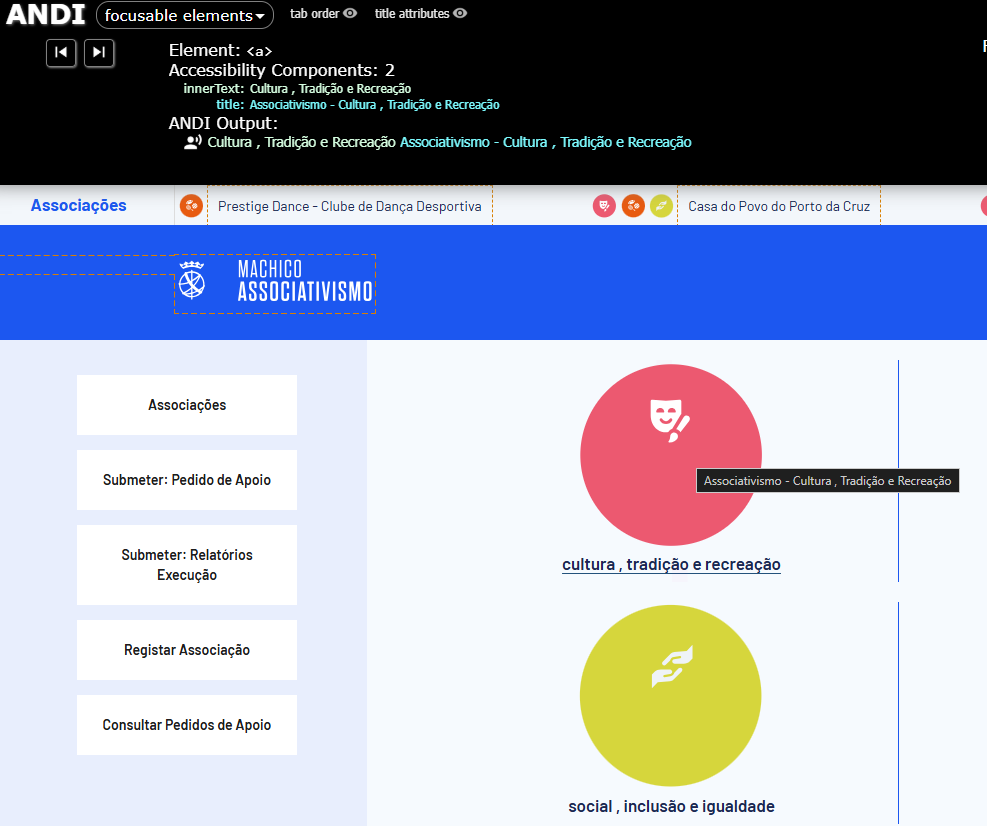 ANDI focusable elements tab order title attributes
Element: <a>
Accessibility Components: 2
innerText: Cultura , Tradição e Recreação
title: Associativismo - Cultura , Tradição e Recreação
ANDI Output:
Cultura , Tradição e Recreação Associativismo - Cultura , Tradição e Recreação
Associações Prestige Dance - Clube de Dança Desportiva Casa do Povo do Porto da Cruz
MACHICO
ASSOCIATIVISMO
Associações
Submeter: Pedido de Apoio
Submeter: Relatórios
Execução
Registar Associação
Consultar Pedidos de Apoio
Associativismo - Cultura , Tradição e Recreação
cultura , tradição e recreação
social , inclusão e igualdade